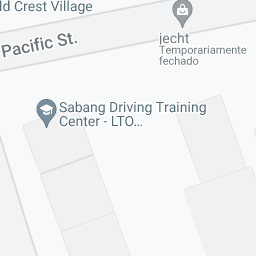 ld Crest Village
Pacific St.
jecht
Temporariamente
fechado
Sabang Driving Training
Center - LTO...